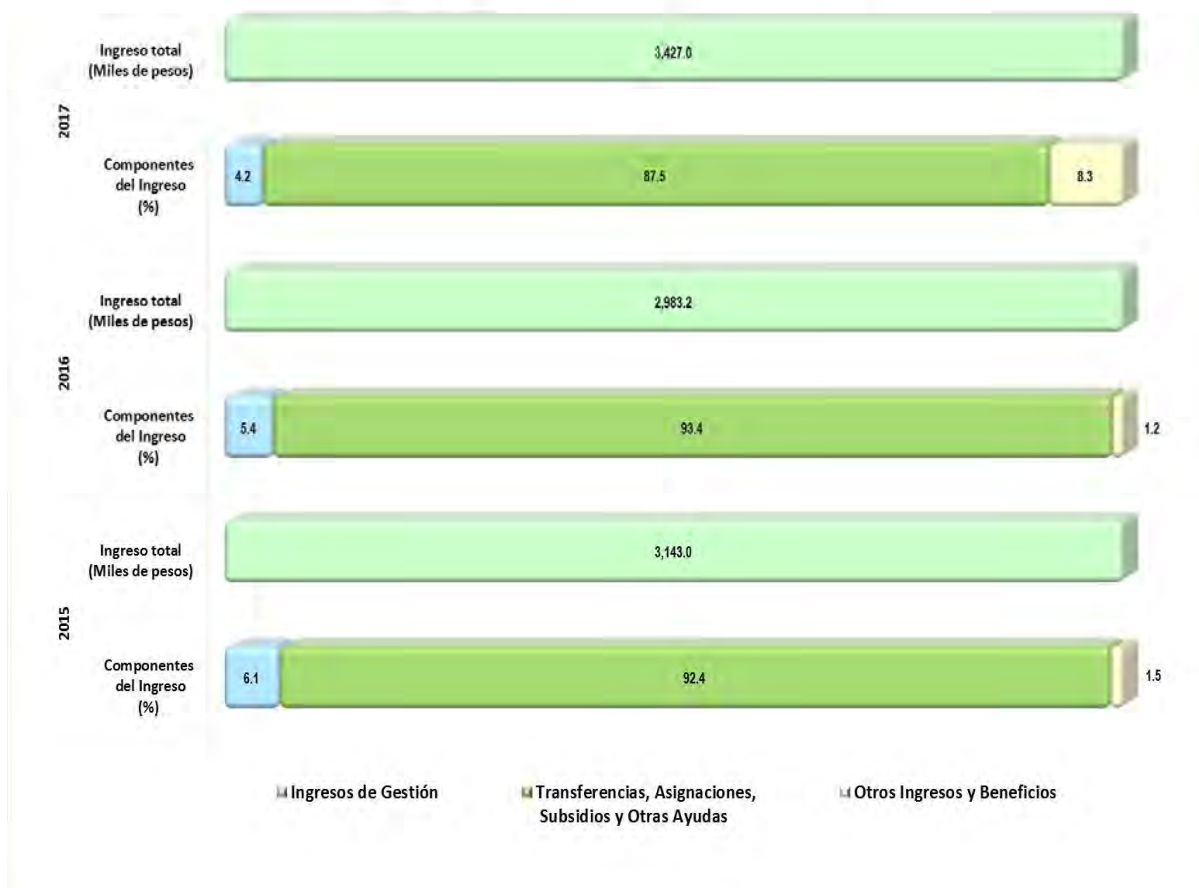 Ingreso total
(Miles de pesos)
3,427.0
2017
Componentes
del Ingreso
(%)
4.2
87.5
8.3
Ingreso total
(Miles de pesos)
2,983.2
2016
Componentes
del Ingreso
(%)
5.4
93.4
1.2
Ingreso total
(Miles de pesos)
3,143.0
2015
Componentes
del Ingreso
(%)
6.1
92.4
1.5
Ingresos de Gestión
Transferencias, Asignaciones,
Subsidios y Otras Ayudas
Otros Ingresos y Beneficios